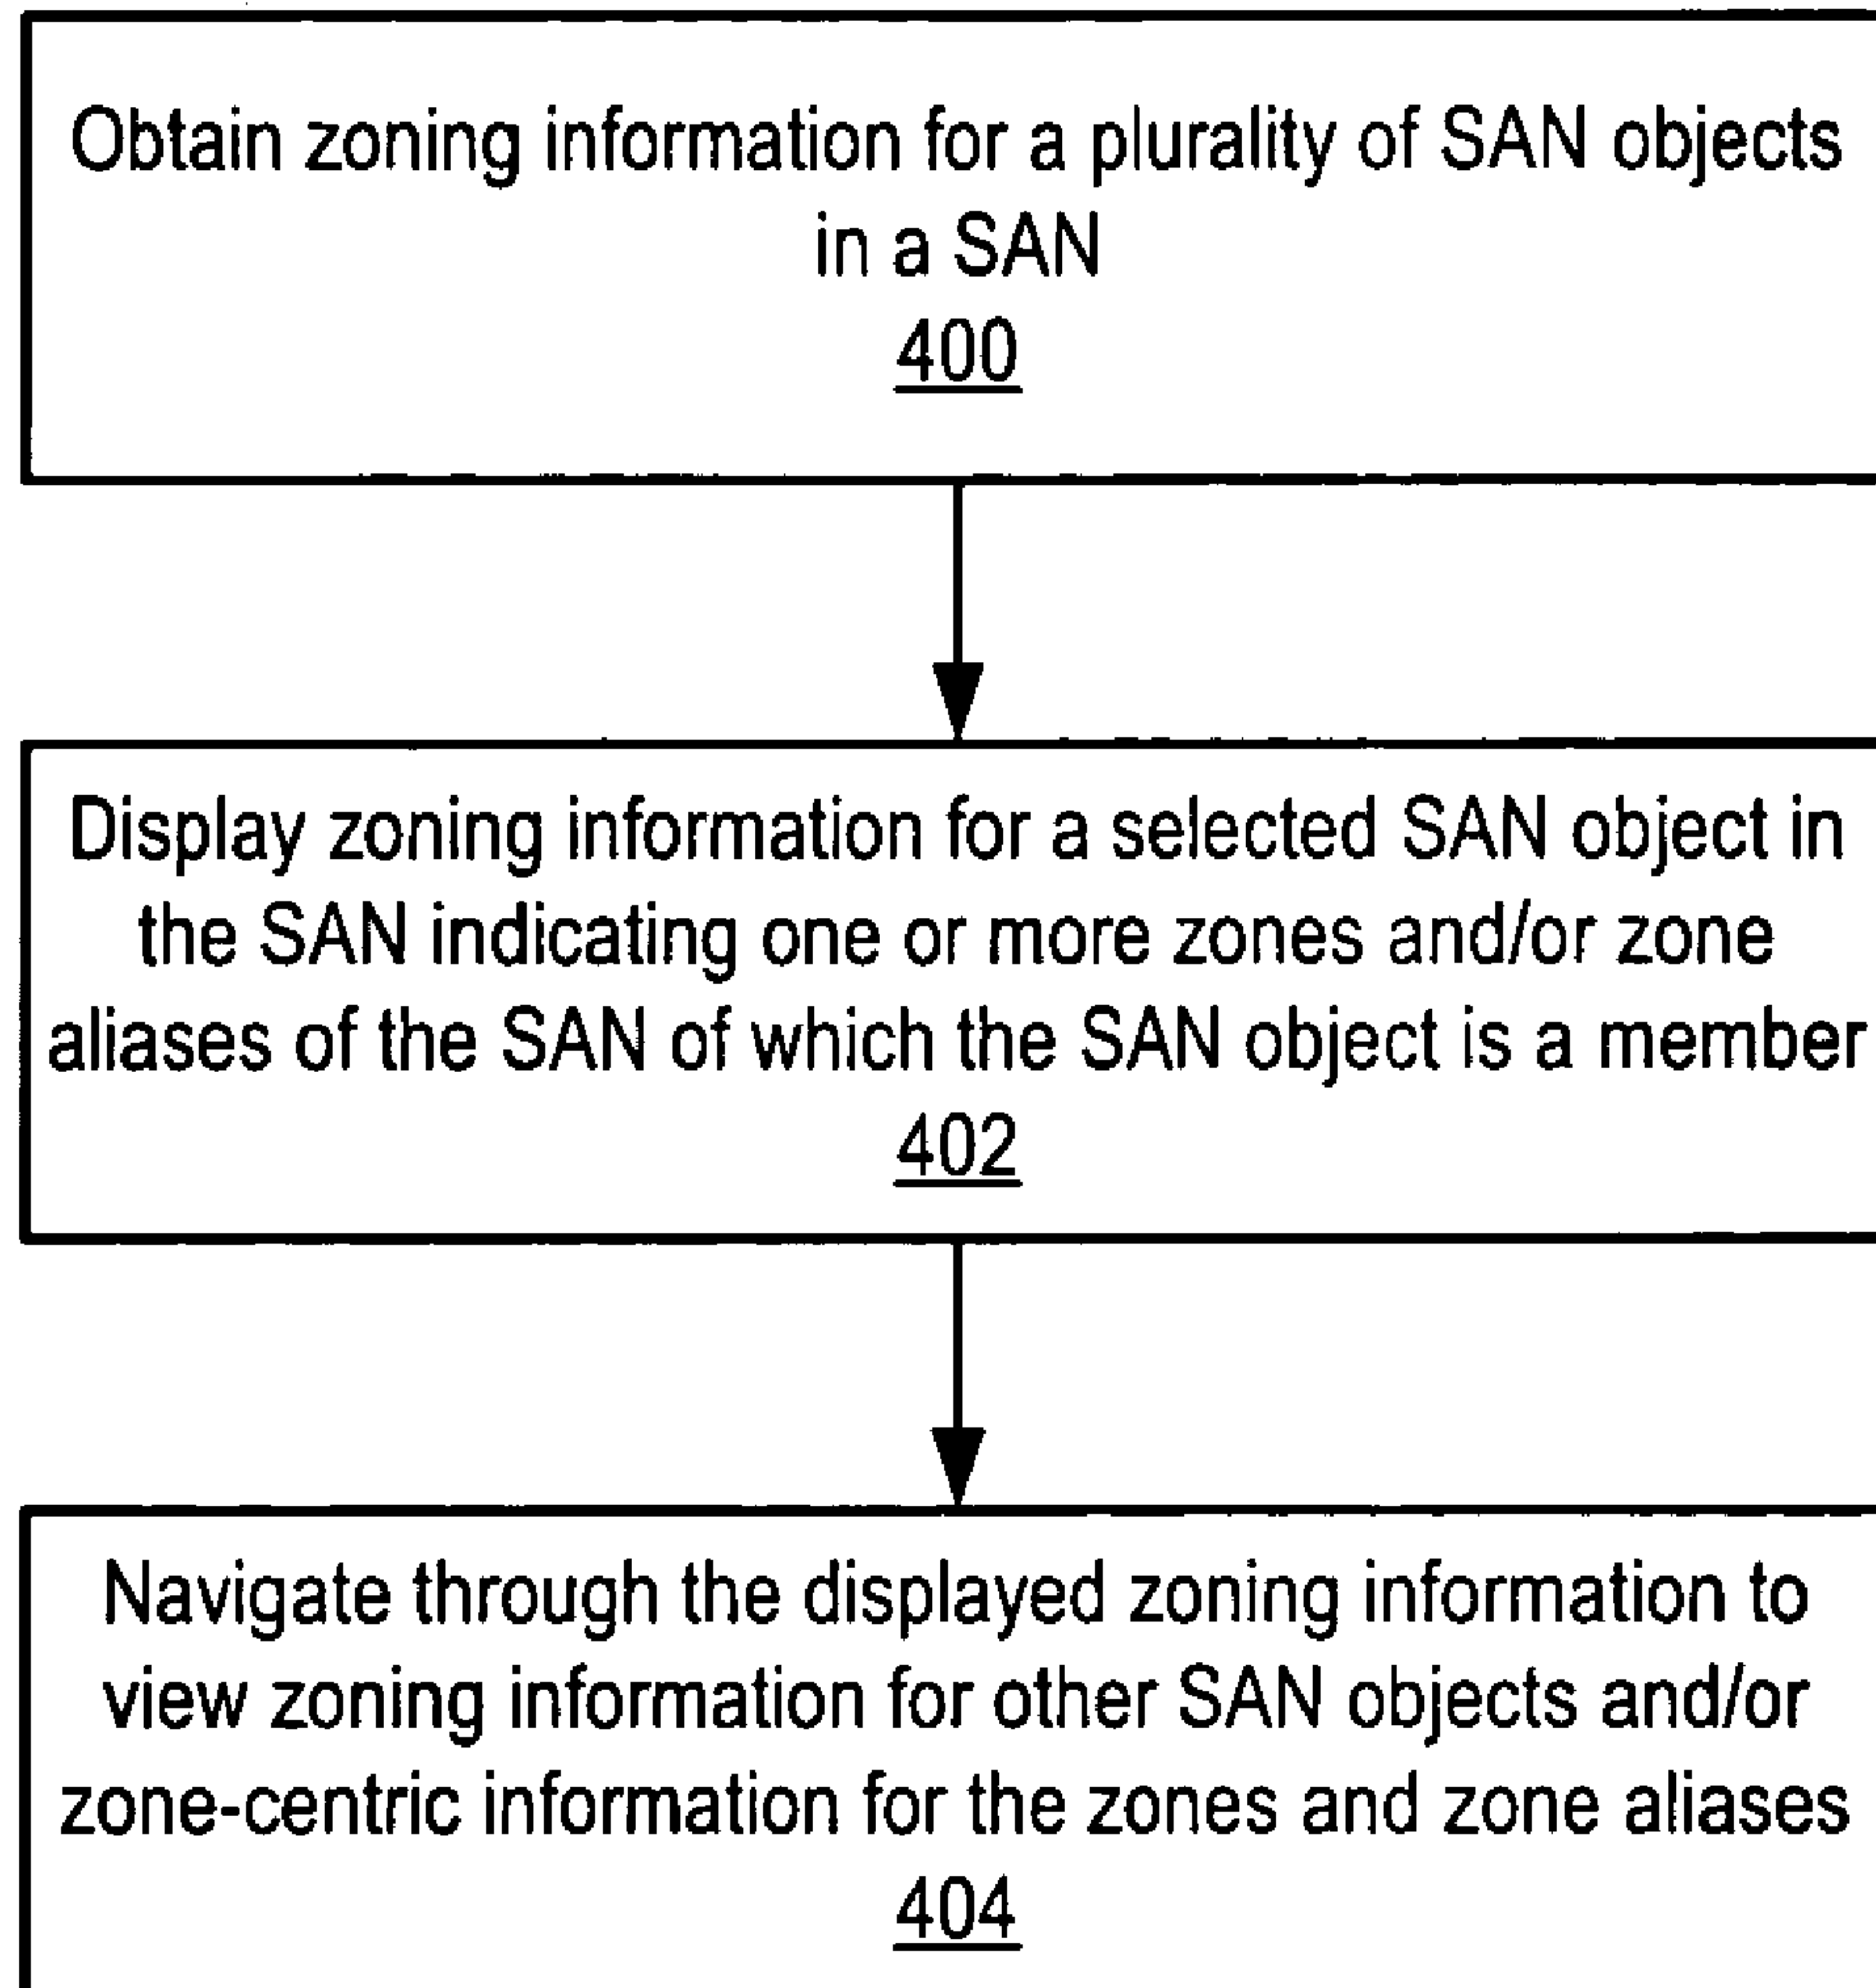 Obtain zoning information for a plurality of SAN objects
in a SAN
400
Display zoning information for a selected SAN object in
the SAN indicating one or more zones and/or zone
aliases of the SAN of which the SAN object is a member
402
Navigate through the displayed zoning information to
view zoning information for other SAN objects and/or
zone-centric information for the zones and zone aliases
404